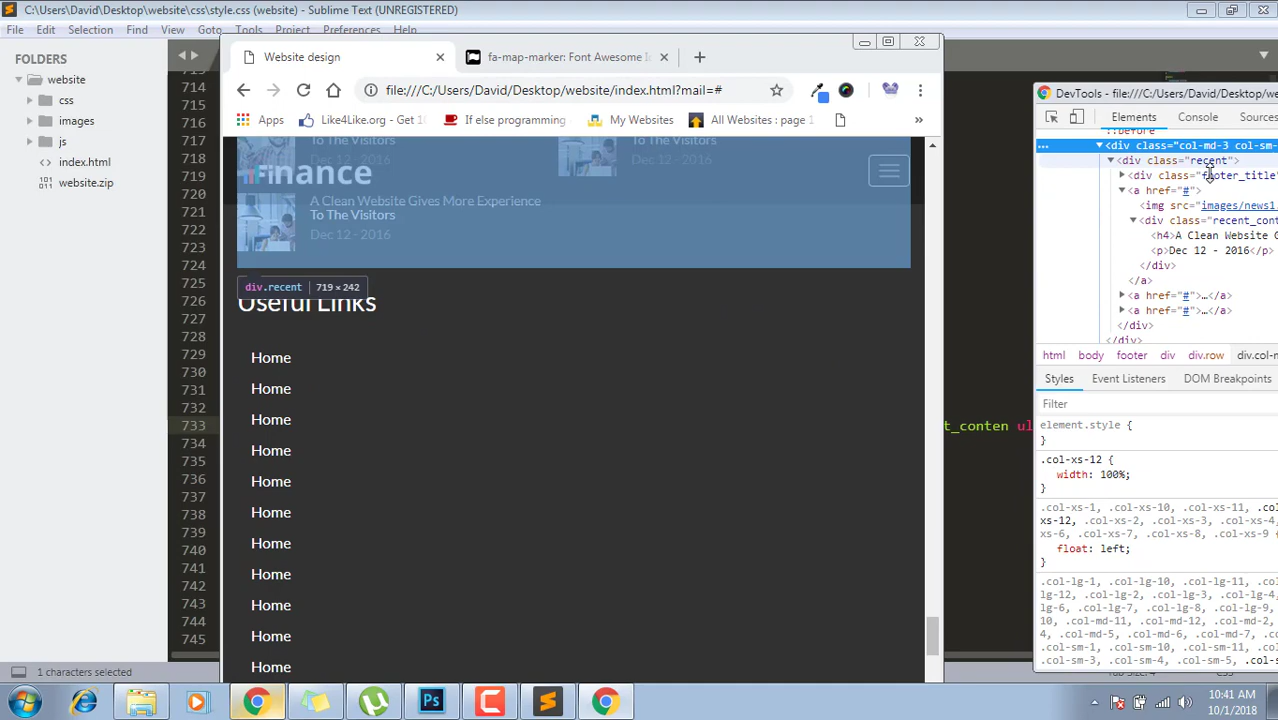 C:\Users\David\Desktop\website\css\style.css (website) - Sublime Text (UNREGISTERED)
File Edit Selection Find View Goto Tools Project Preferences Help
FOLDERS
website
css
images
js
index.html
website.zip
714
715
716
717
718
719
720
721
722
723
724
725
726
727
728
729
730
731
732
733
734
735
736
737
738
739
740
741
742
743
744
745
t_conten ul
1 characters selected
Website design
fa-map-marker: Font Awesome I
file:///C:/Users/David/Desktop/website/index.html?mail=#
Apps
Like4Like.org - Get 1
If else programming
My Websites
All Websites : page 1
»
To The Visitors
To The Visitors
Dec 12 - 2016
Dec 12 - 2016
Finance
A Clean Website Gives More Experience
To The Visitors
Dec 12 - 2016
div.recent 719 × 242
Useful Links
Home
Home
Home
Home
Home
Home
Home
Home
Home
Home
Home
DevTools - file:///C:/Users/David/Desktop/we
Elements Console Sources
::before
<div class="col-md-3 col-sm-
<div class="recent">
<div class="footer_title"
<a href="#">
<img src="images/news1.
<div class="recent_cont
<h4>A Clean Website G
<p>Dec 12 - 2016</p>
</div>
</a>
<a href="#">…</a>
<a href="#">…</a>
</div>
</div>
html body footer div div.row div.col-m
Styles Event Listeners DOM Breakpoints
Filter
element.style {
}
.col-xs-12 {
width: 100%;
}
.col-xs-1, .col-xs-10, .col-xs-11, .co
xs-12, .col-xs-2, .col-xs-3, .col-xs-4
xs-6, .col-xs-7, .col-xs-8, .col-xs-9 {
float: left;
}
.col-lg-1, .col-lg-10, .col-lg-11, .co
lg-12, .col-lg-2, .col-lg-3, .col-lg-4
lg-6, .col-lg-7, .col-lg-8, .col-lg-9,
10, .col-md-11, .col-md-12, .col-md-2,
4, .col-md-5, .col-md-6, .col-md-7, .c
sm-1, .col-sm-10, .col-sm-11, .col-sm-
.col-sm-3, .col-sm-4, .col-sm-5, .col-s
Ps
10:41 AM
10/1/2018